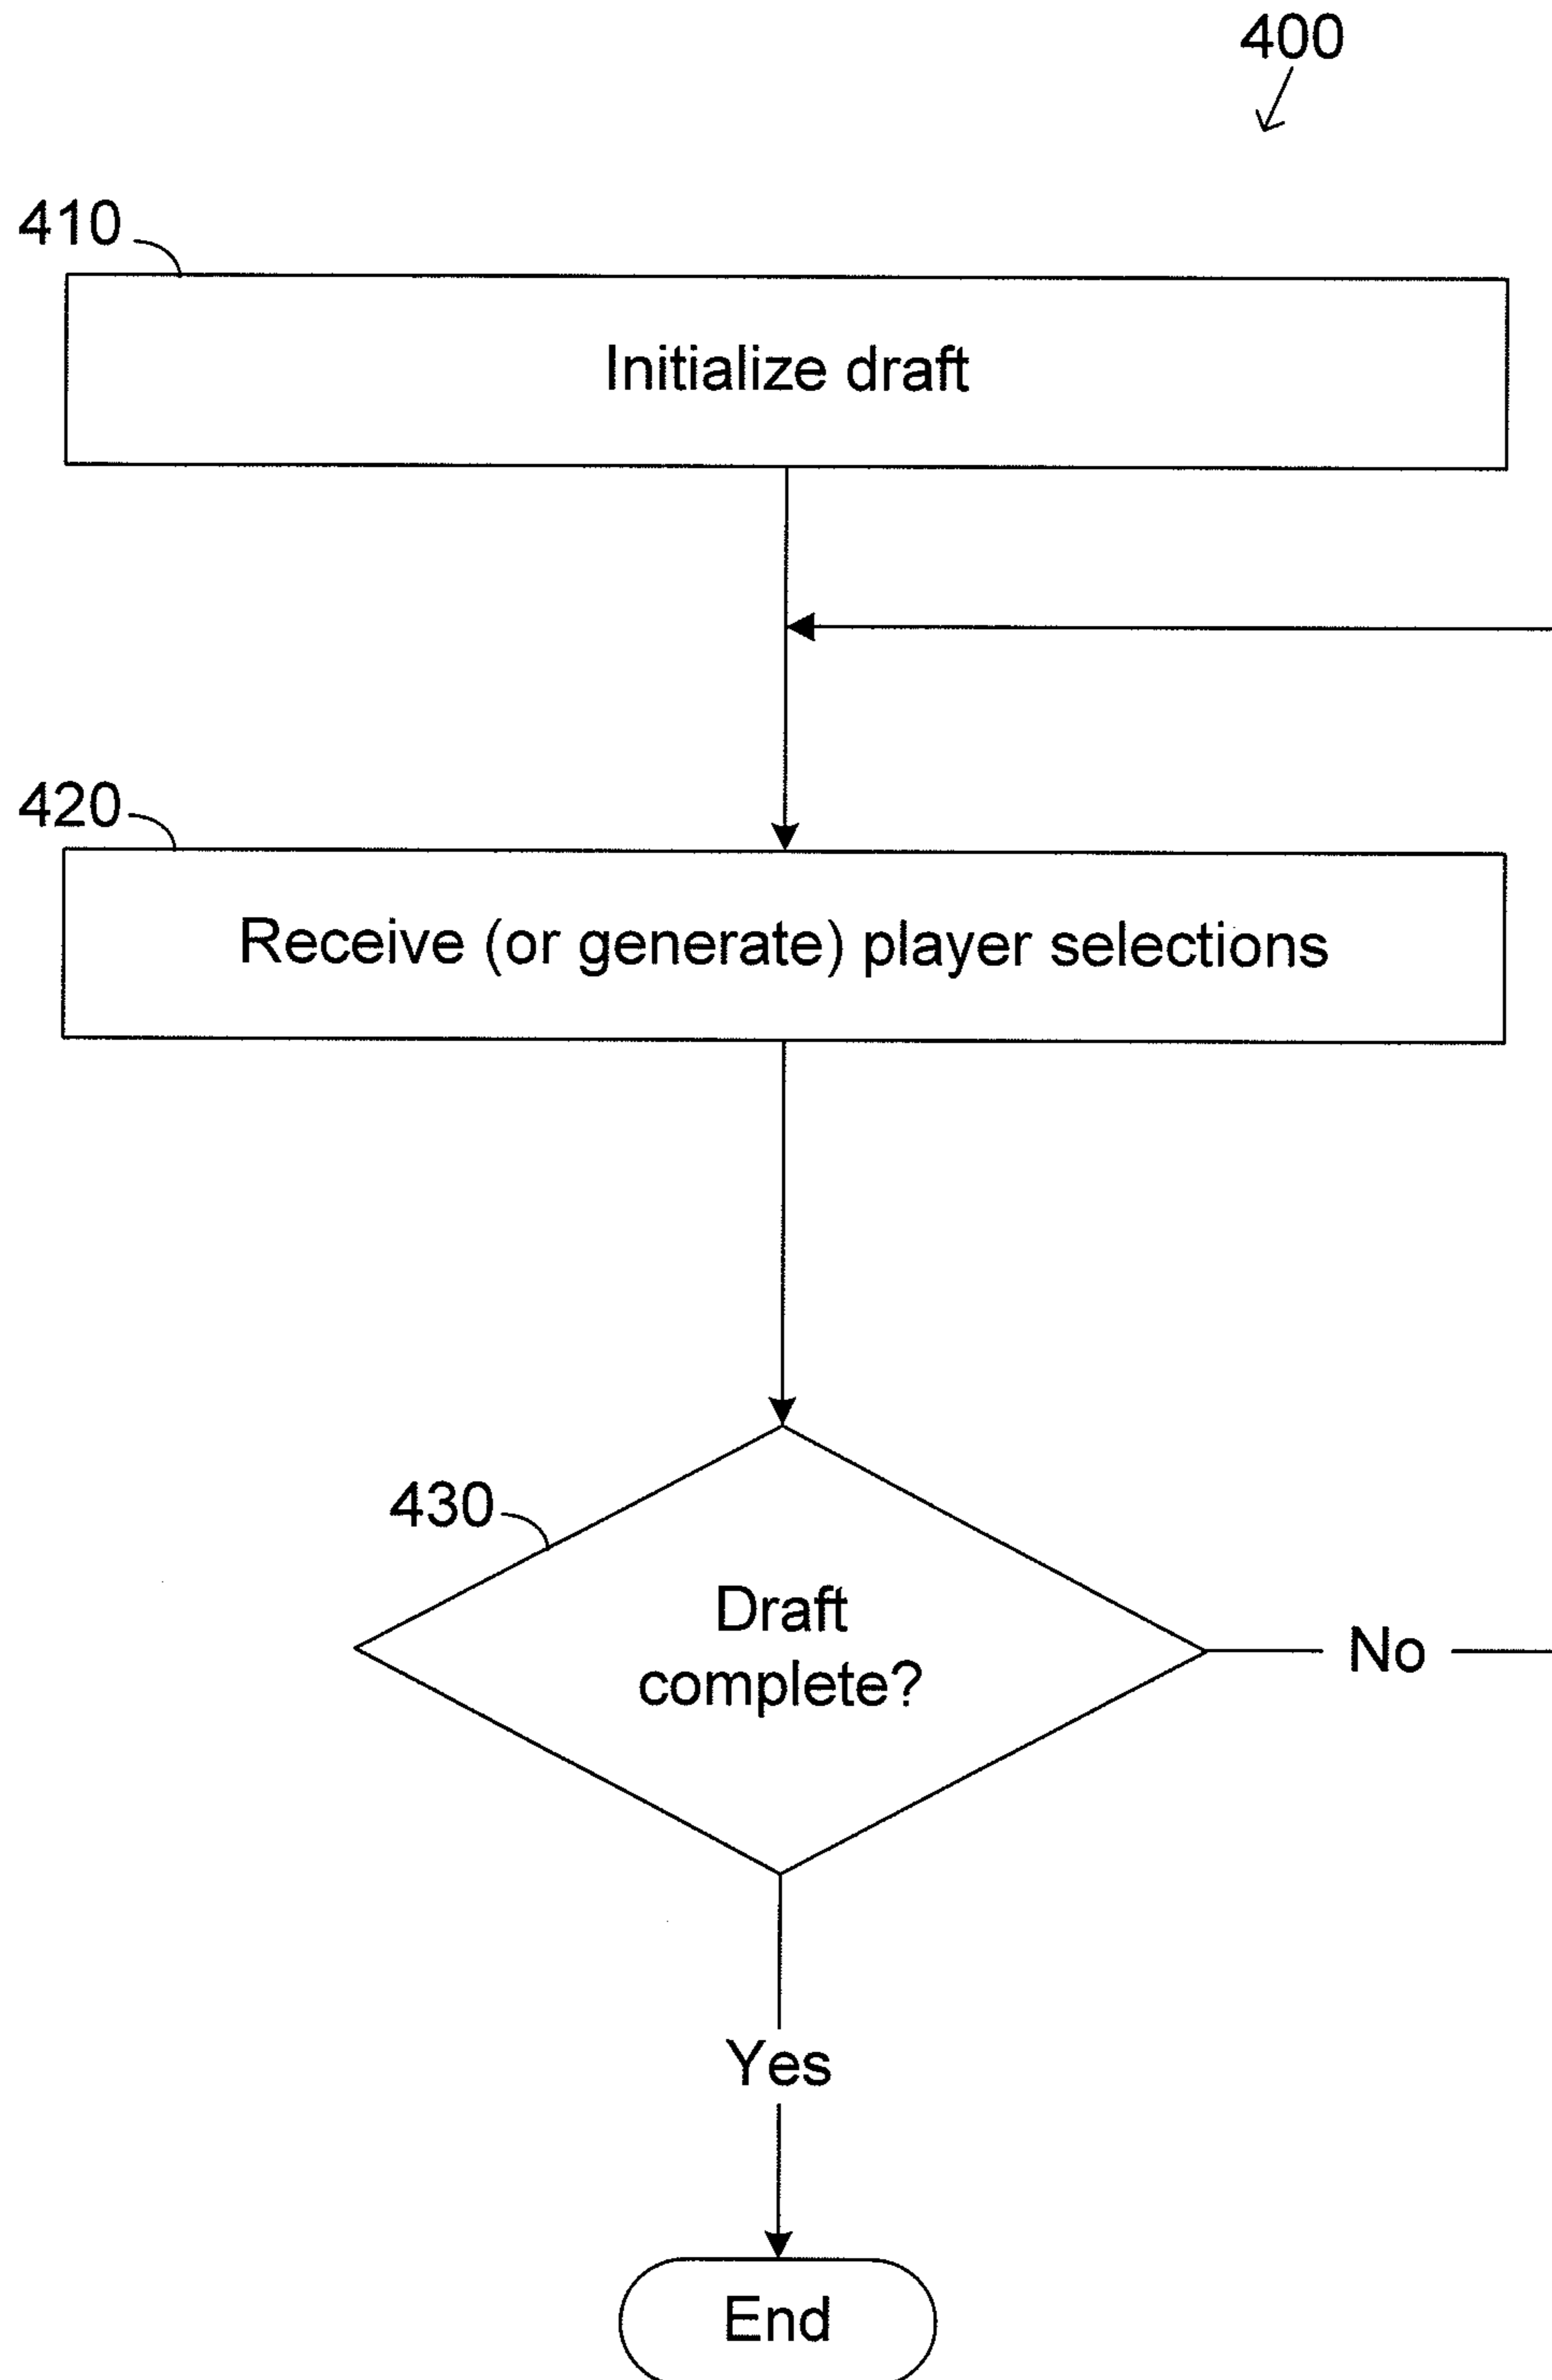 400
410
Initialize draft
420
Receive (or generate) player selections
430
Draft
complete?
No
Yes
End